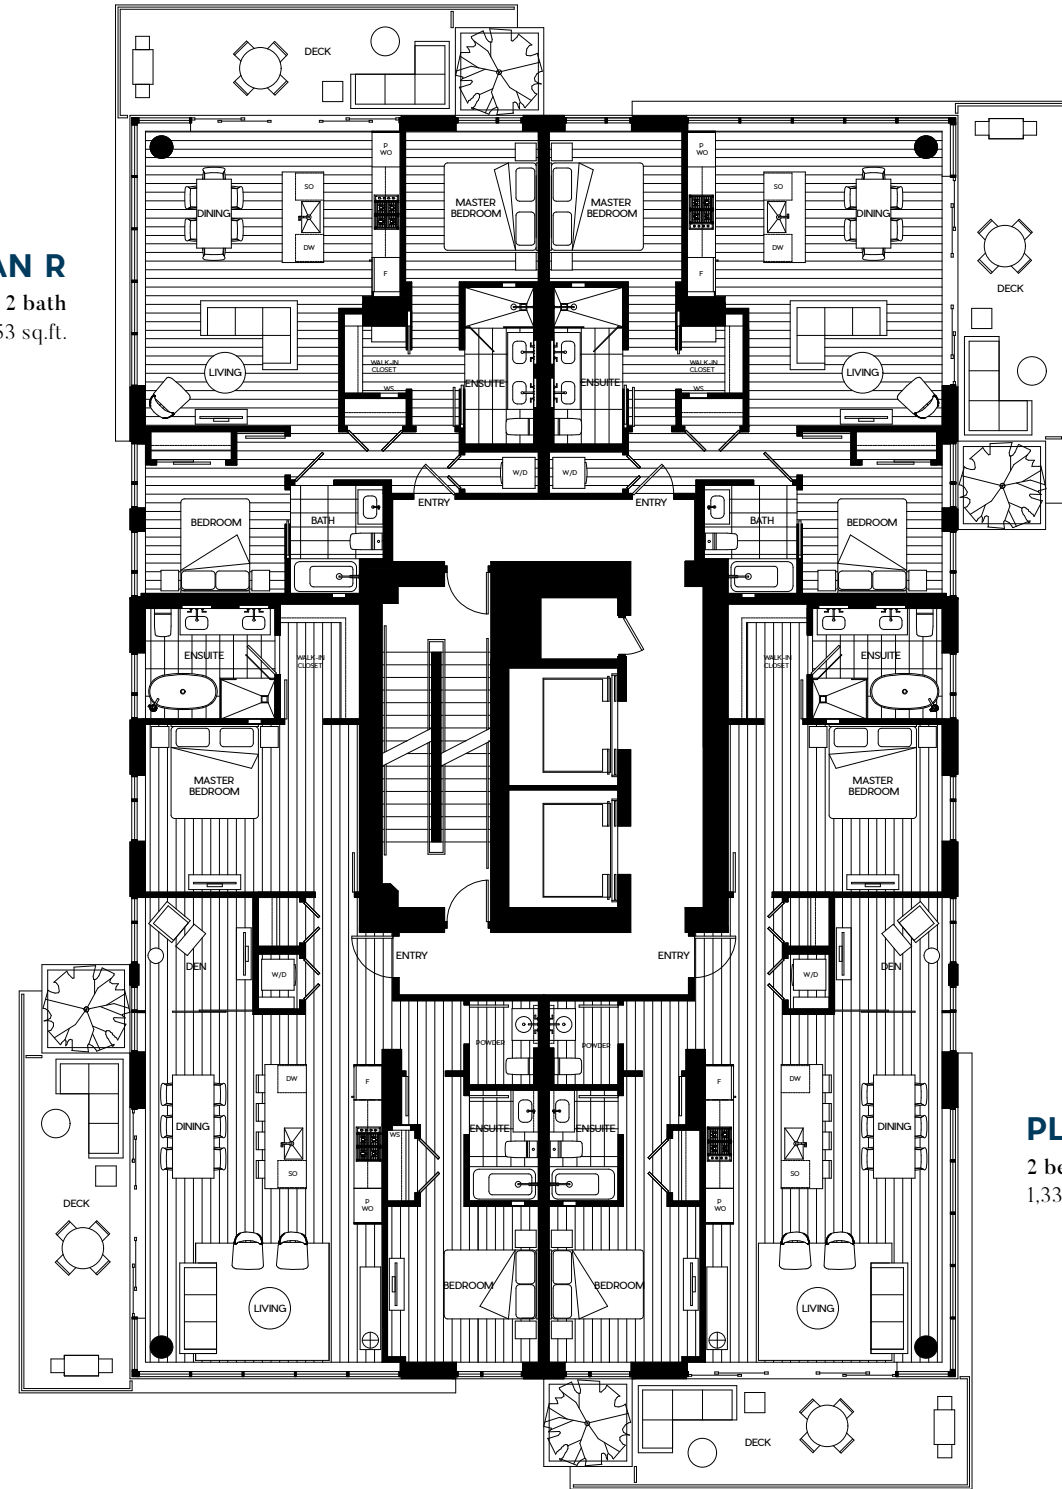 DECK
P
WO
P
WO
SO
SO
MASTER
BEDROOM
MASTER
BEDROOM
DINING
DINING
DW
DW
AN R
2 bath
53 sq.ft.
F
F
DECK
WALK-IN
CLOSET
WALK-IN
CLOSET
LIVING
LIVING
ENSUITE
ENSUITE
WS
WS
W/D
W/D
ENTRY
ENTRY
BEDROOM
BATH
BATH
BEDROOM
ENSUITE
WALK-IN
CLOSET
WALK-IN
CLOSET
ENSUITE
MASTER
BEDROOM
MASTER
BEDROOM
ENTRY
ENTRY
DEN
W/D
W/D
DEN
POWDER
POWDER
DW
F
F
DW
DINING
ENSUITE
ENSUITE
DINING
WS
PL
2 be
1,33
SO
SO
DECK
P
WO
P
WO
BEDROOM
BEDROOM
LIVING
LIVING
DECK